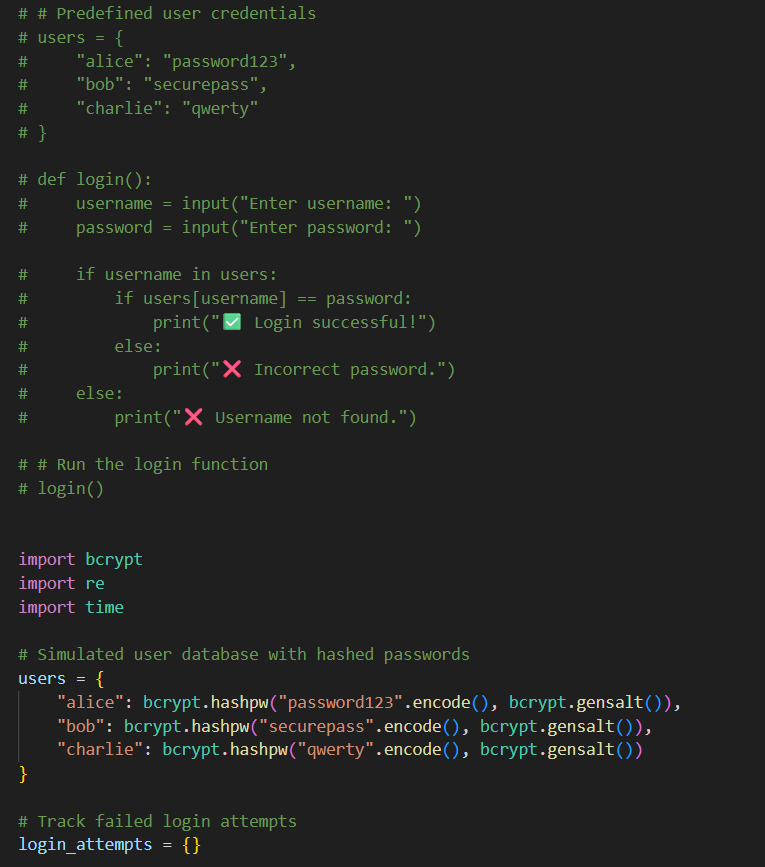 # # Predefined user credentials
# users = {
#     "alice": "password123",
#     "bob": "securepass",
#     "charlie": "qwerty"
# }

# def login():
#     username = input("Enter username: ")
#     password = input("Enter password: ")

#     if username in users:
#         if users[username] == password:
#             print("✅ Login successful!")
#         else:
#             print("❌ Incorrect password.")
#     else:
#         print("❌ Username not found.")

# # Run the login function
# login()


import bcrypt
import re
import time

# Simulated user database with hashed passwords
users = {
    "alice": bcrypt.hashpw("password123".encode(), bcrypt.gensalt()),
    "bob": bcrypt.hashpw("securepass".encode(), bcrypt.gensalt()),
    "charlie": bcrypt.hashpw("qwerty".encode(), bcrypt.gensalt())
}

# Track failed login attempts
login_attempts = {}